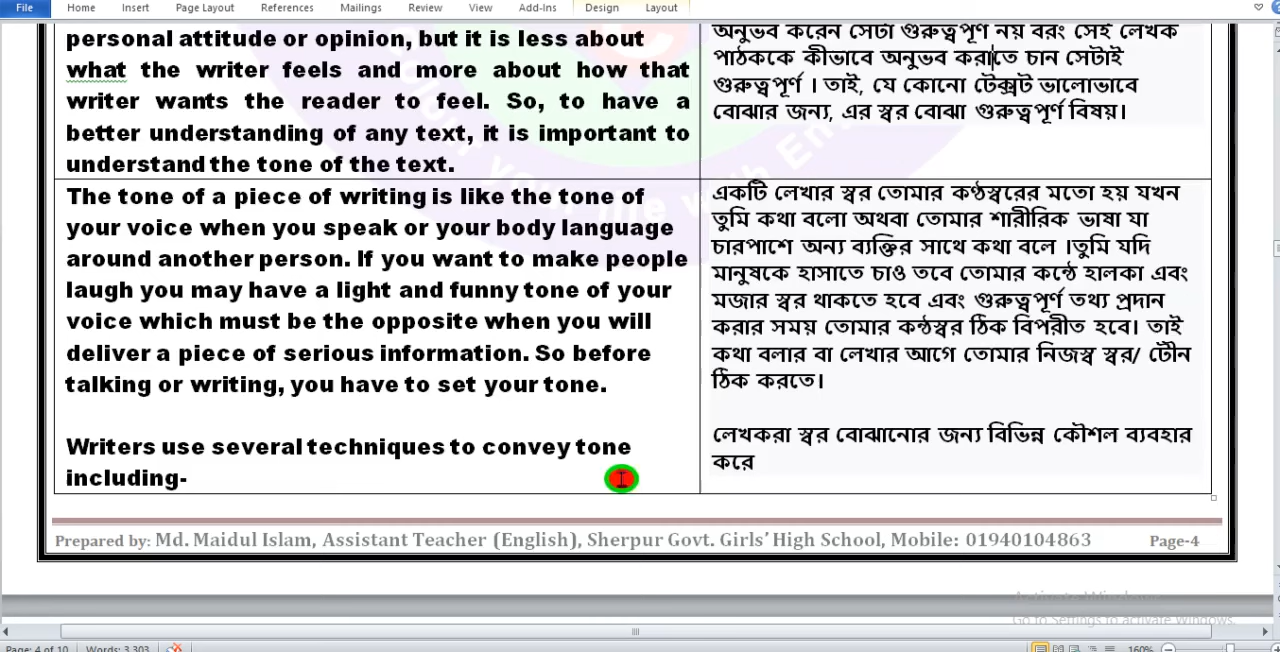 File Home Insert Page Layout References Mailings Review View Add-Ins Design Layout
personal attitude or opinion, but it is less about
what the writer feels and more about how that
writer wants the reader to feel. So, to have a
better understanding of any text, it is important to
understand the tone of the text.
অনুভব করেন সেটা গুরুত্বপূর্ণ নয় বরং সেই লেখক
পাঠককে কীভাবে অনুভব করাতে চান সেটাই
গুরুত্বপূর্ণ । তাই, যে কোনো টেক্সট ভালোভাবে
বোঝার জন্য, এর স্বর বোঝা গুরুত্বপূর্ণ বিষয়।
The tone of a piece of writing is like the tone of
your voice when you speak or your body language
around another person. If you want to make people
laugh you may have a light and funny tone of your
voice which must be the opposite when you will
deliver a piece of serious information. So before
talking or writing, you have to set your tone.
Writers use several techniques to convey tone
including-
একটি লেখার স্বর তোমার কণ্ঠস্বরের মতো হয় যখন
তুমি কথা বলো অথবা তোমার শারীরিক ভাষা যা
চারপাশে অন্য ব্যক্তির সাথে কথা বলে ।তুমি যদি
মানুষকে হাসাতে চাও তবে তোমার কন্ঠে হালকা এবং
মজার স্বর থাকতে হবে এবং গুরুত্বপূর্ণ তথ্য প্রদান
করার সময় তোমার কন্ঠস্বর ঠিক বিপরীত হবে। তাই
কথা বলার বা লেখার আগে তোমার নিজস্ব স্বর/ টৌন
ঠিক করতে।
লেখকরা স্বর বোঝানোর জন্য বিভিন্ন কৌশল ব্যবহার
করে
Prepared by: Md. Maidul Islam, Assistant Teacher (English), Sherpur Govt. Girls' High School, Mobile: 01940104863 Page-4
Activate Windows
Go to Settings to activate Windows.
Page: 4 of 10 Words: 3,303 160%